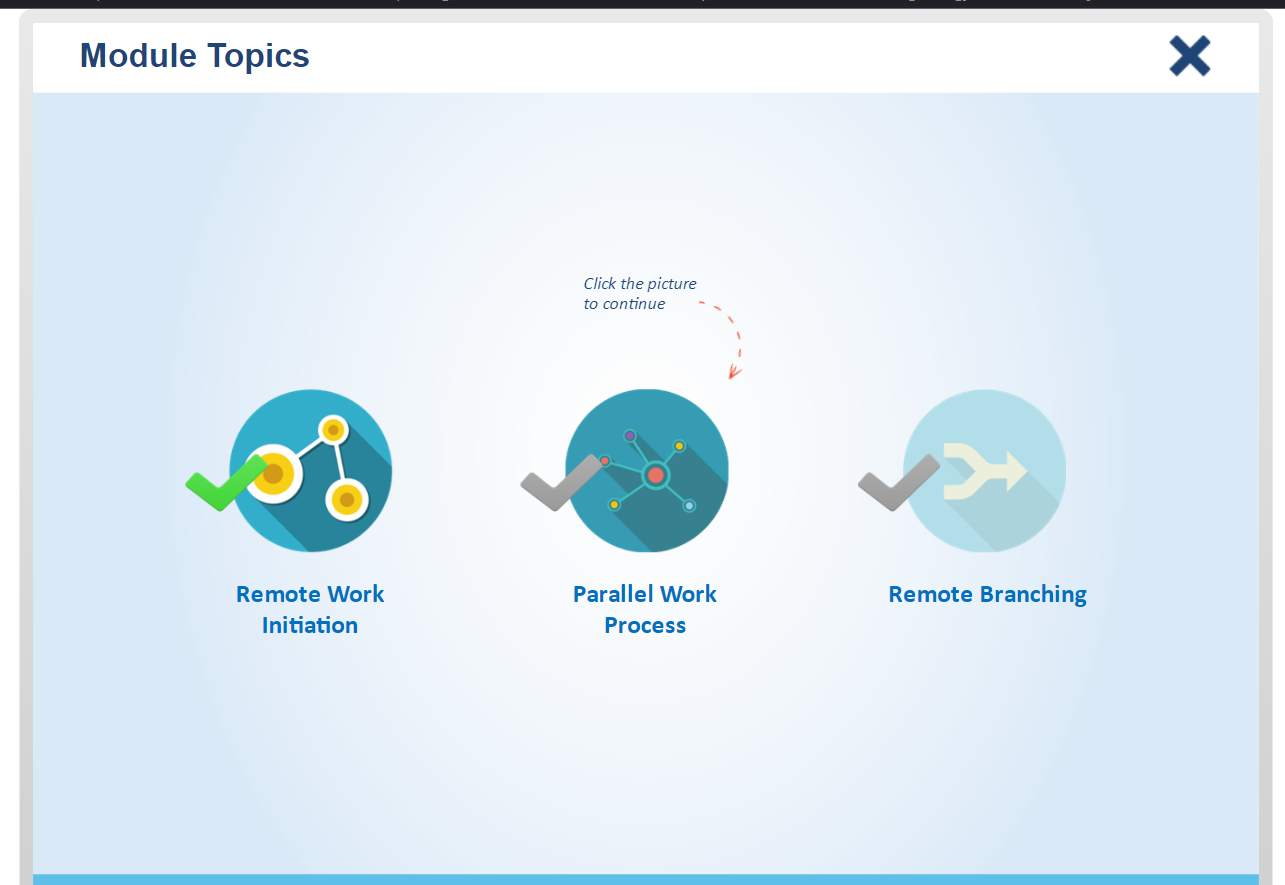 Module Topics
Click the picture
to continue
Remote Work
Initiation
Parallel Work
Process
Remote Branching